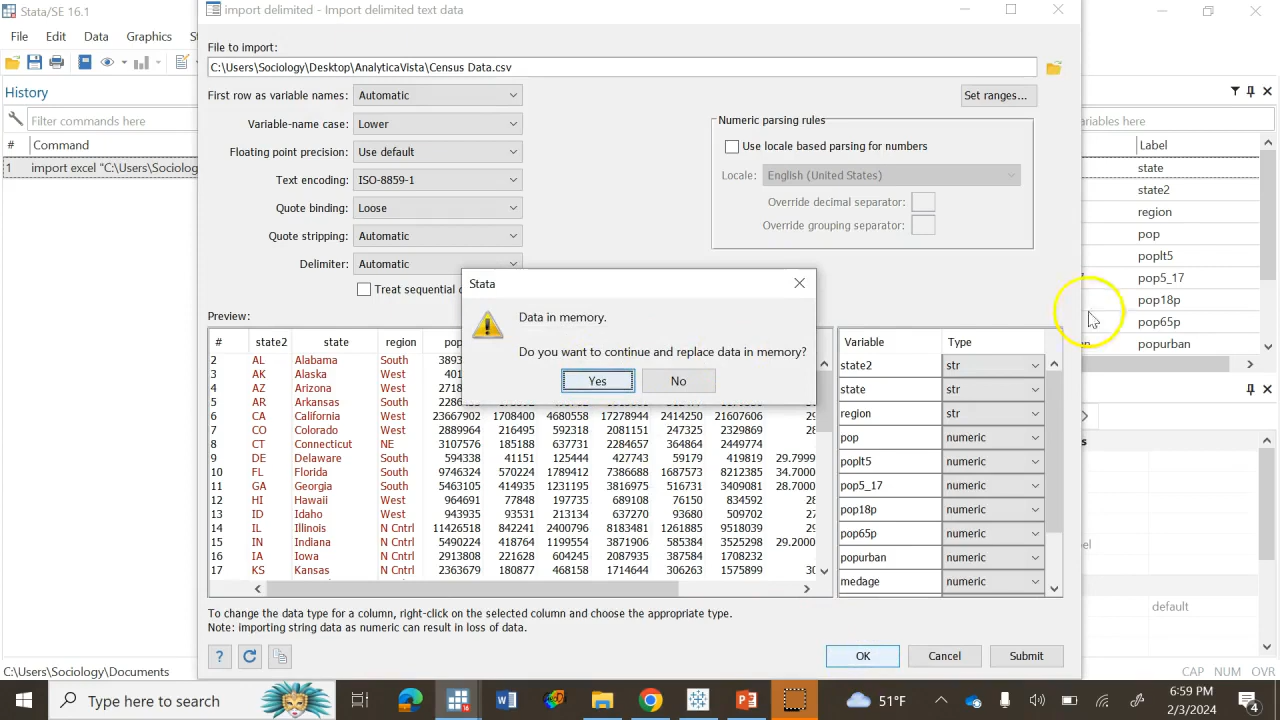 Stata/SE 16.1
import delimited - Import delimited text data
File Edit Data Graphics
History
Filter commands here
# Command
1 import excel "C:\Users\Sociolog
File to import:
C:\Users\Sociology\Desktop\AnalyticaVista\Census Data.csv
First row as variable names: Automatic
Set ranges...
Variable-name case: Lower
Floating point precision: Use default
Text encoding: ISO-8859-1
Quote binding: Loose
Quote stripping: Automatic
Delimiter: Automatic
Treat sequential
Numeric parsing rules
Use locale based parsing for numbers
Locale: English (United States)
Override decimal separator:
Override grouping separator:
Stata
Data in memory.
Do you want to continue and replace data in memory?
Yes No
Preview:
# state2 state region pop
2 AL Alabama South 3893
3 AK Alaska West 401
4 AZ Arizona West
5 AR Arkansas South
6 CA California West 23667902 1708400 4680558 17278944 2414250 21607606
7 CO Colorado West 2889964 216495 592318 2081151 247325 2329869
8 CT Connecticut NE 3107576 185188 637731 2284657 364864 2449774
9 DE Delaware South 594338 41151 125444 427743 59179 419819 29.7999
10 FL Florida South 9746324 570224 1789412 7386688 1687573 8212385 34.7000
11 GA Georgia South 5463105 414935 1231195 3816975 516731 3409081 28.7000
12 HI Hawaii West 964691 77848 197735 689108 76150 834592
13 ID Idaho West 943935 93531 213134 637270 93680 509702
14 IL Illinois N Cntrl 11426518 842241 2400796 8183481 1261885 9518039
15 IN Indiana N Cntrl 5490224 418764 1199554 3871906 585384 3525298 29.2000
16 IA Iowa N Cntrl 2913808 221628 604245 2087935 387584 1708232
17 KS Kansas N Cntrl 2363679 180877 468158 1714644 306263 1575899
Variable Type
state2 str
state str
region str
pop numeric
poplt5 numeric
pop5_17 numeric
pop18p numeric
pop65p numeric
popurban numeric
medage numeric
To change the data type for a column, right-click on the selected column and choose the appropriate type.
Note: importing string data as numeric can result in loss of data.
OK Cancel Submit
ariables here
Label
state
state2
region
pop
poplt5
pop5_17
pop18p
pop65p
popurban
default
C:\Users\Sociology\Documents
CAP NUM OVR
Type here to search
51°F
6:59 PM
2/3/2024
4